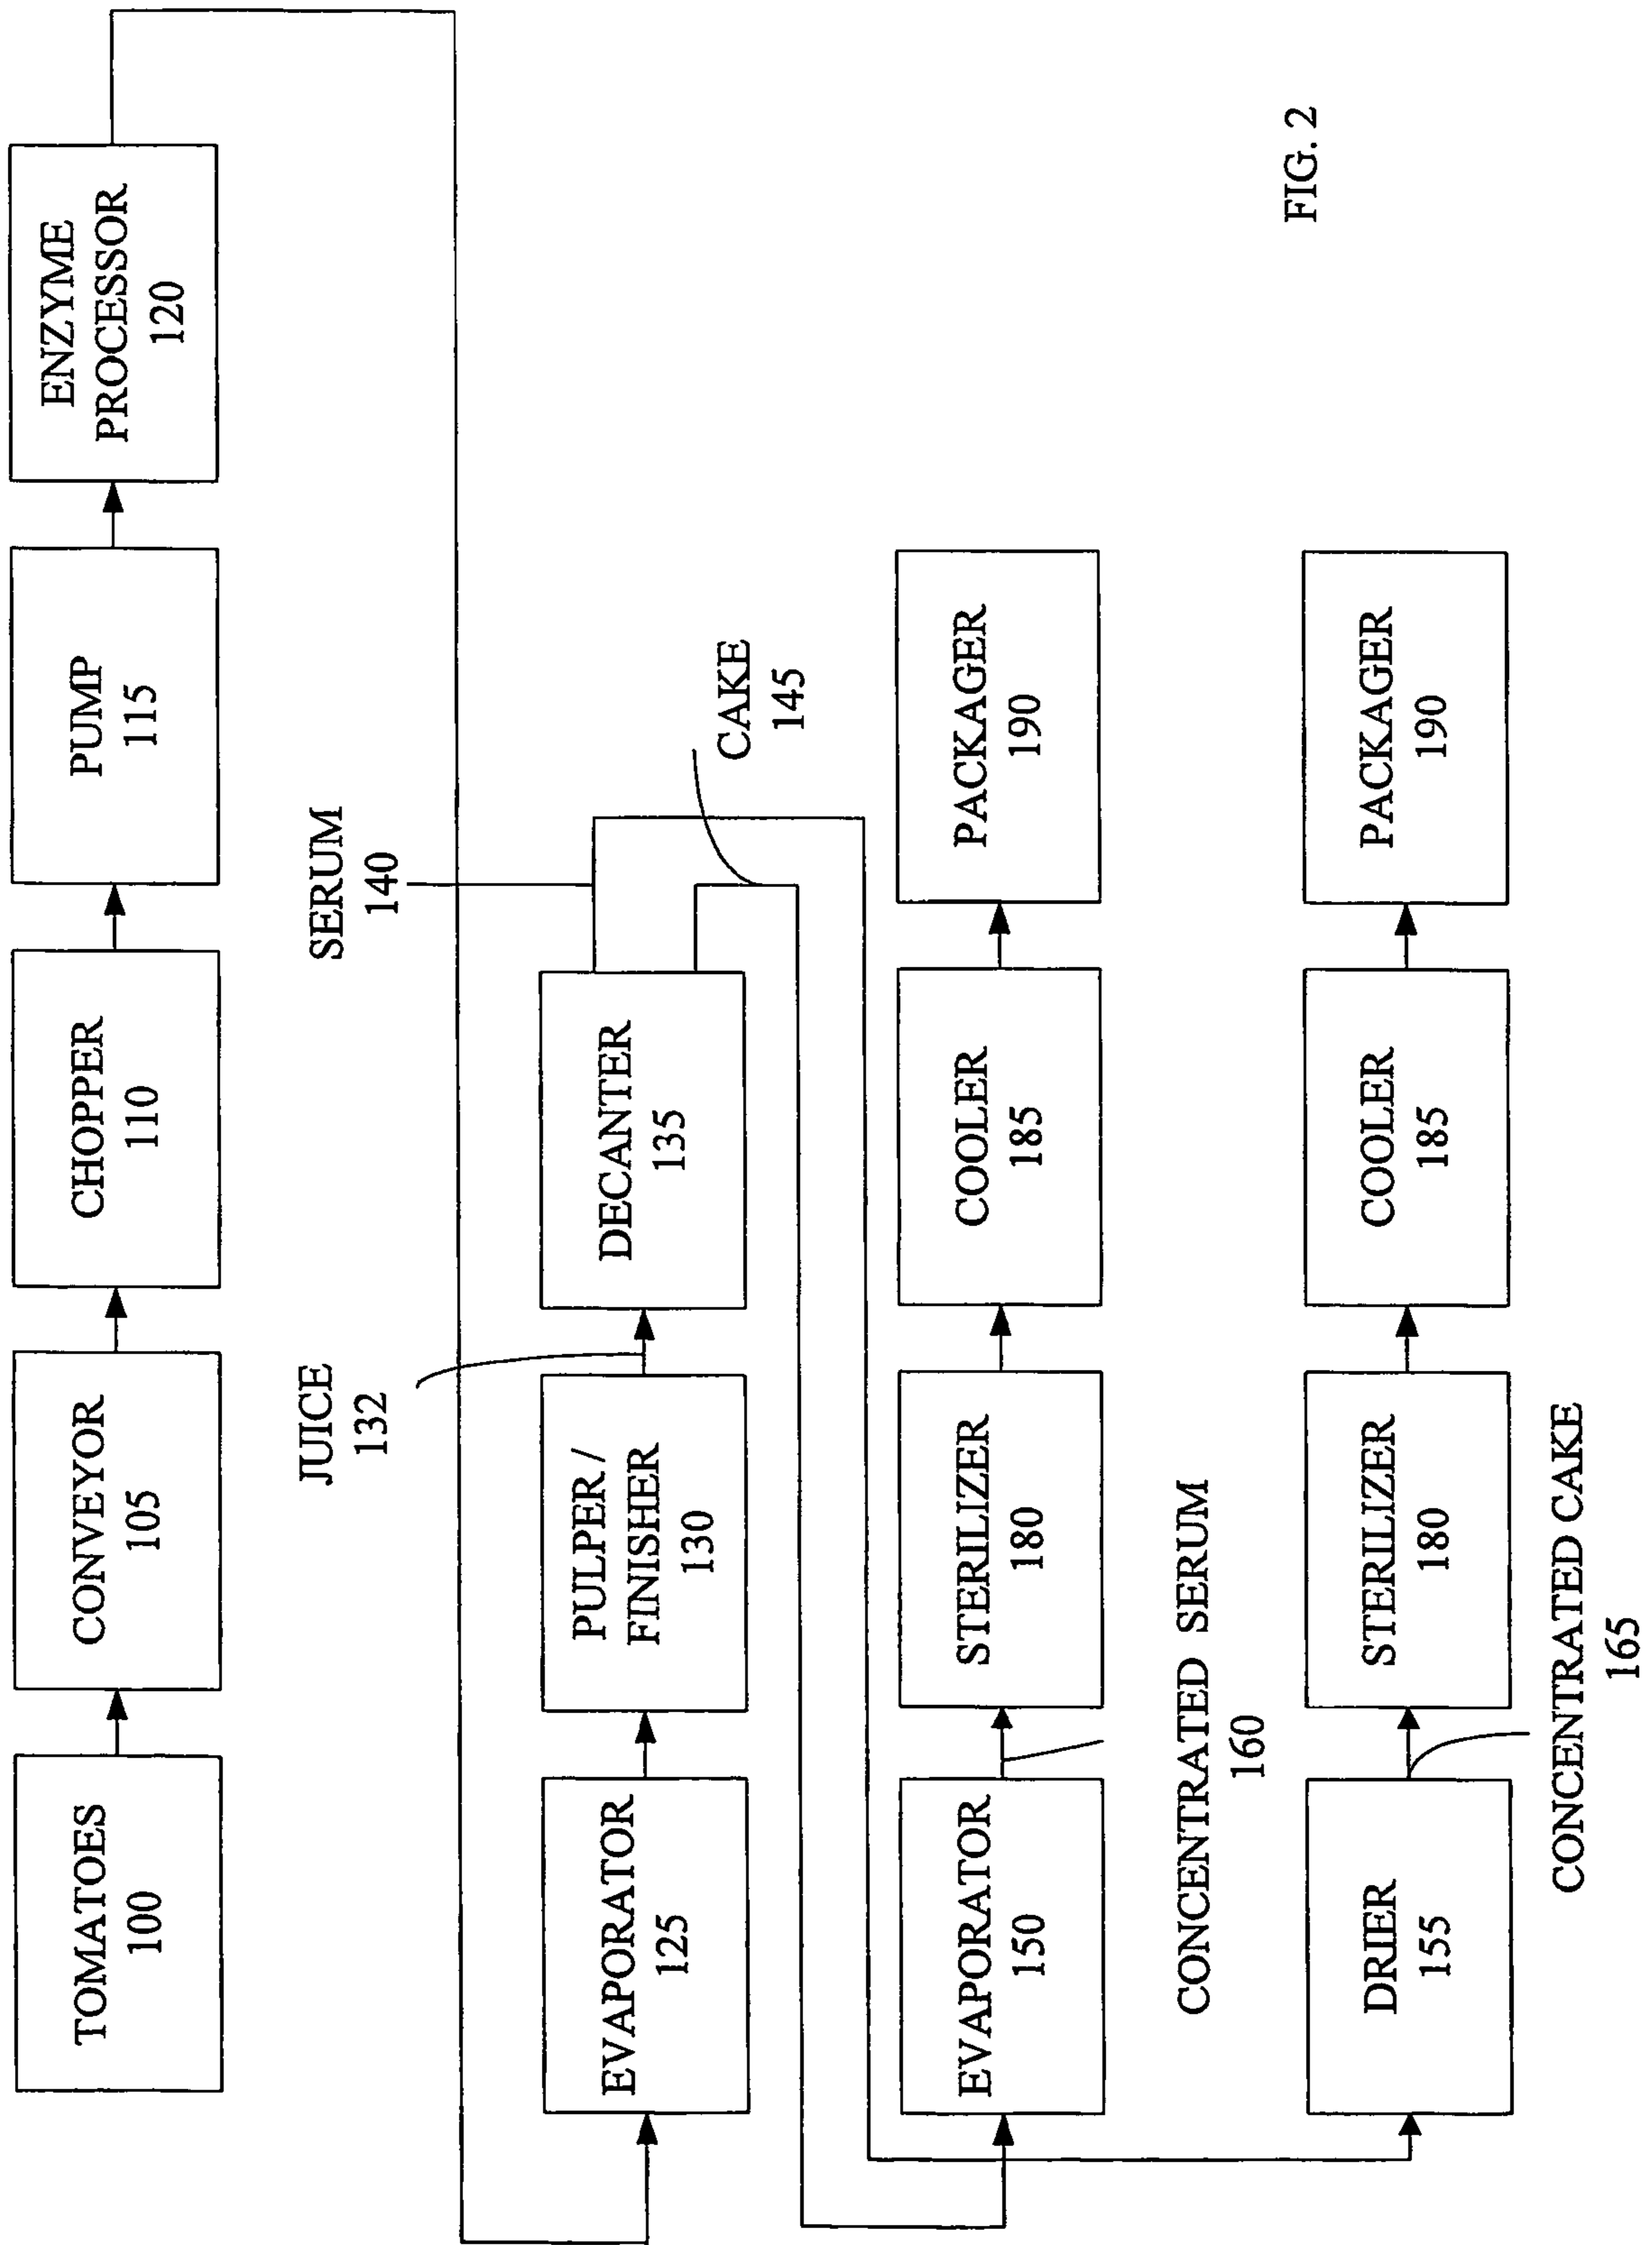 TOMATOES
100
CONVEYOR
105
CHOPPER
110
PUMP
115
ENZYME
PROCESSOR
120
JUICE
132
SERUM
140
EVAPORATOR
125
PULPER /
FINISHER
130
DECANTER
135
CAKE
145
EVAPORATOR
150
STERILIZER
180
COOLER
185
PACKAGER
190
CONCENTRATED SERUM
160
DRIER
155
STERILIZER
180
COOLER
185
PACKAGER
190
CONCENTRATED CAKE
165
FIG. 2